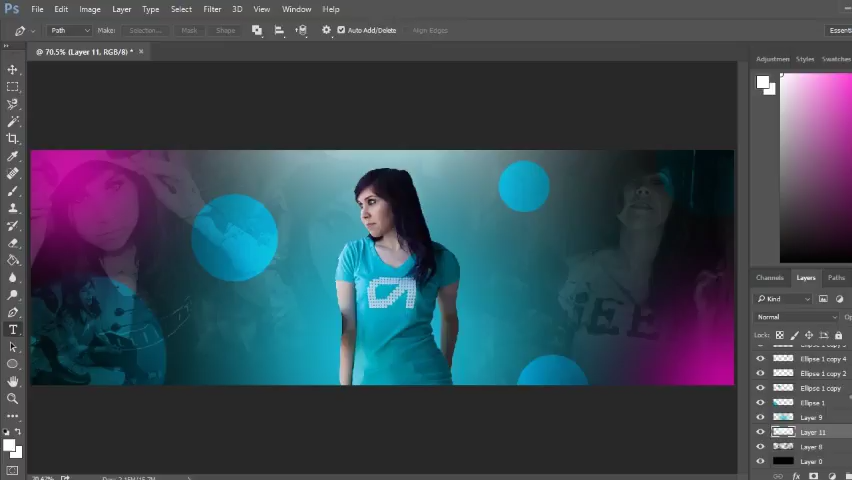 Ps File Edit Image Layer Type Select Filter 3D View Window Help
Path Make: Selection... Mask Shape Auto Add/Delete Align Edges Essenti
@ 70.5% (Layer 11, RGB/8) * ×
Adjustmen Styles Swatches
Channels Layers Paths
Kind
Normal Op
Lock:
Ellipse 1 copy 4
Ellipse 1 copy 2
Ellipse 1 copy
Ellipse 1
Layer 9
Layer 11
Layer 8
Layer 0
fx